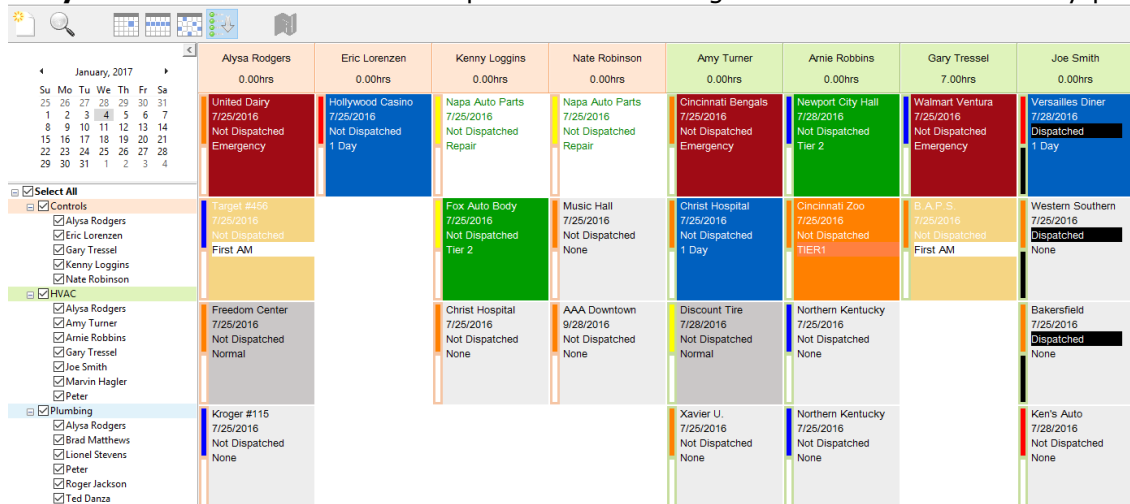 January, 2017
Su Mo Tu We Th Fr Sa
25 26 27 28 29 30 31
1 2 3 4 5 6 7
8 9 10 11 12 13 14
15 16 17 18 19 20 21
22 23 24 25 26 27 28
29 30 31 1 2 3 4
Select All
Controls
Alysa Rodgers
Eric Lorenzen
Gary Tressel
Kenny Loggins
Nate Robinson
HVAC
Alysa Rodgers
Amy Turner
Arnie Robbins
Gary Tressel
Joe Smith
Marvin Hagler
Peter
Plumbing
Alysa Rodgers
Brad Matthews
Lionel Stevens
Peter
Roger Jackson
Ted Danza
Alysa Rodgers
0.00hrs
United Dairy
7/25/2016
Not Dispatched
Emergency
Target #456
7/25/2016
Not Dispatched
First AM
Freedom Center
7/25/2016
Not Dispatched
Normal
Kroger #115
7/25/2016
Not Dispatched
None
Eric Lorenzen
0.00hrs
Hollywood Casino
7/25/2016
Not Dispatched
1 Day
Kenny Loggins
0.00hrs
Napa Auto Parts
7/25/2016
Not Dispatched
Repair
Fox Auto Body
7/25/2016
Not Dispatched
Tier 2
Christ Hospital
7/25/2016
Not Dispatched
None
Nate Robinson
0.00hrs
Napa Auto Parts
7/25/2016
Not Dispatched
Repair
Music Hall
7/25/2016
Not Dispatched
None
AAA Downtown
9/28/2016
Not Dispatched
None
Amy Turner
0.00hrs
Cincinnati Bengals
7/25/2016
Not Dispatched
Emergency
Christ Hospital
7/25/2016
Not Dispatched
1 Day
Discount Tire
7/28/2016
Not Dispatched
Normal
Xavier U.
7/25/2016
Not Dispatched
None
Arnie Robbins
0.00hrs
Newport City Hall
7/28/2016
Not Dispatched
Tier 2
Cincinnati Zoo
7/25/2016
Not Dispatched
TIER1
Northern Kentucky
7/25/2016
Not Dispatched
None
Northern Kentucky
7/25/2016
Not Dispatched
None
Gary Tressel
7.00hrs
Walmart Ventura
7/25/2016
Not Dispatched
Emergency
B.A.P.S.
7/25/2016
Not Dispatched
First AM
Joe Smith
0.00hrs
Versailles Diner
7/28/2016
Dispatched
1 Day
Western Southern
7/25/2016
Dispatched
None
Bakersfield
7/25/2016
Dispatched
None
Ken's Auto
7/28/2016
Not Dispatched
None